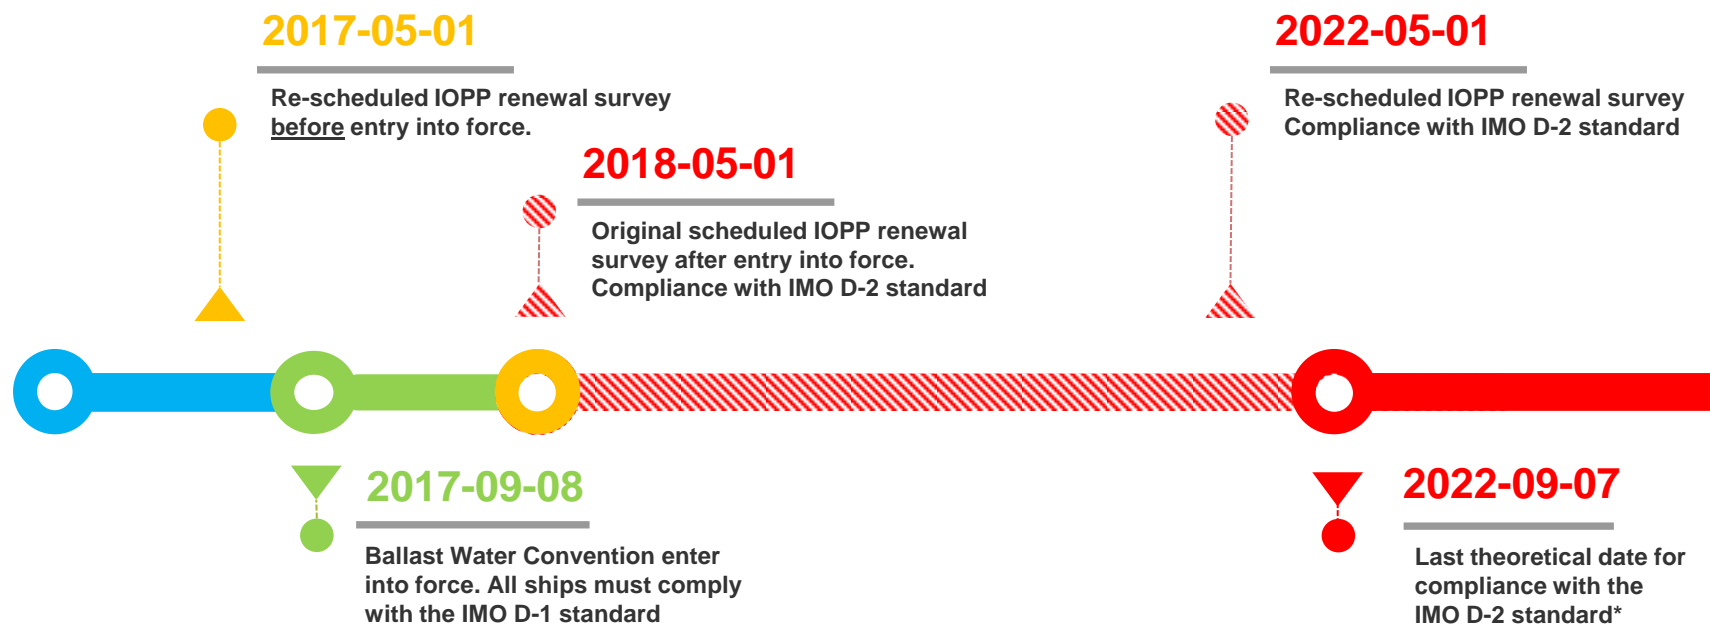 2017-05-01
Re-scheduled IOPP renewal survey
before entry into force.
2018-05-01
Original scheduled IOPP renewal
survey after entry into force.
Compliance with IMO D-2 standard
2022-05-01
Re-scheduled IOPP renewal survey
Compliance with IMO D-2 standard
2017-09-08
Ballast Water Convention enter
into force. All ships must comply
with the IMO D-1 standard
2022-09-07
Last theoretical date for
compliance with the
IMO D-2 standard*